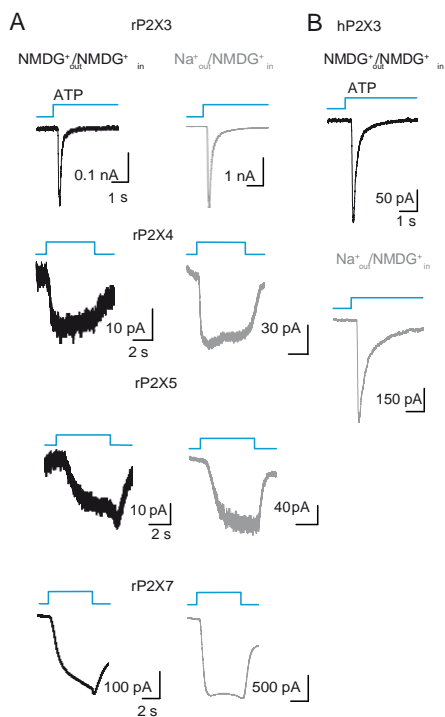 A
rP2X3
B
hP2X3
NMDG⁺out/NMDG⁺in
Na⁺out/NMDG⁺in
NMDG⁺out/NMDG⁺in
ATP
ATP
0.1 nA
1 s
1 nA
50 pA
1 s
rP2X4
Na⁺out/NMDG⁺in
10 pA
2 s
30 pA
150 pA
rP2X5
10 pA
2 s
40pA
rP2X7
100 pA
2 s
500 pA